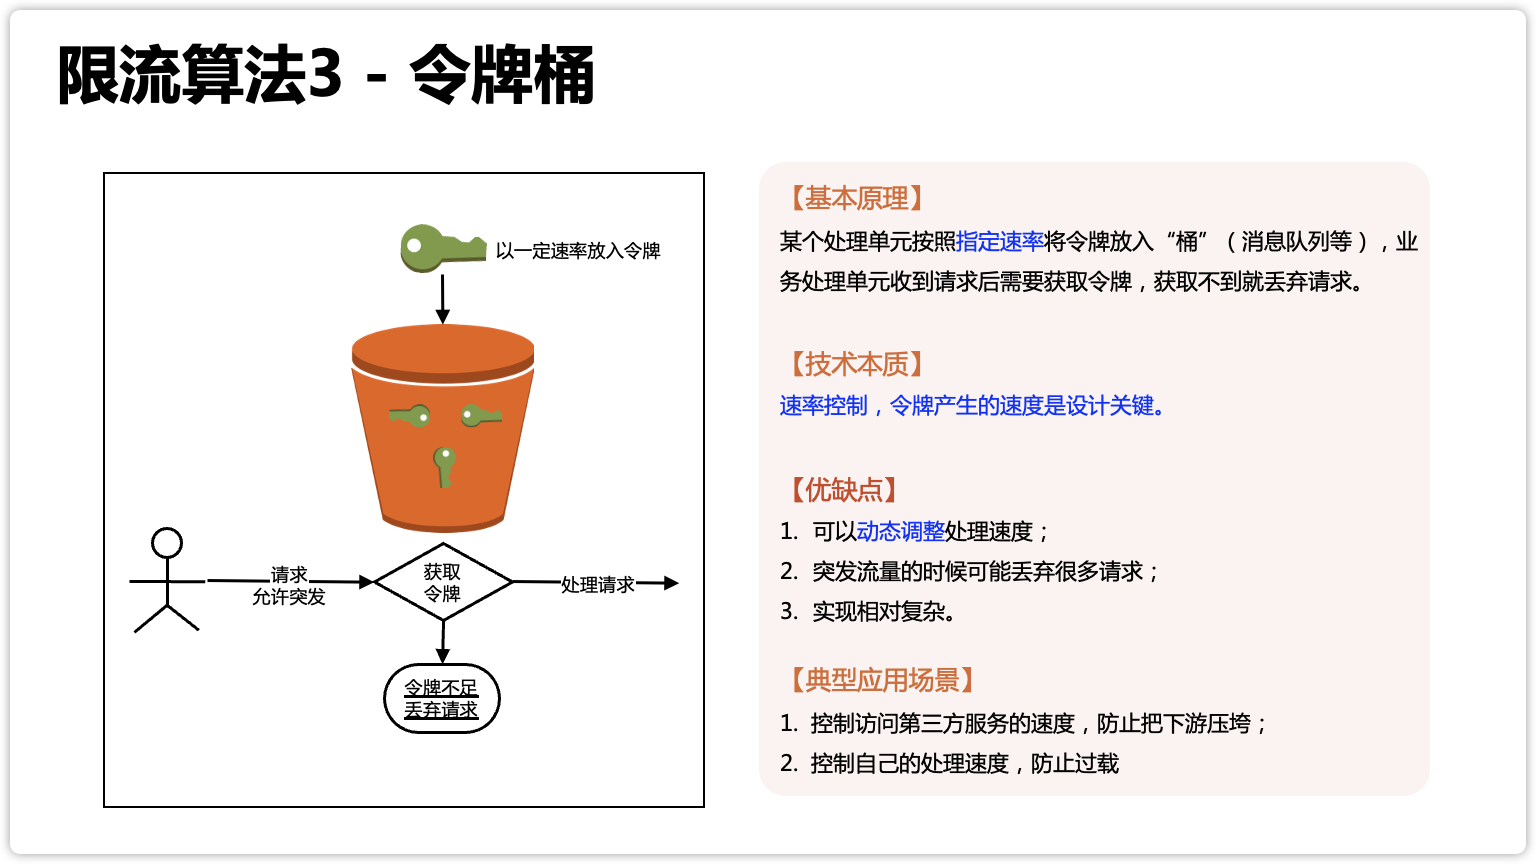 限流算法3 - 令牌桶
以一定速率放入令牌
请求
允许突发
获取
令牌
处理请求
令牌不足
丢弃请求
【基本原理】
某个处理单元按照指定速率将令牌放入“桶”（消息队列等），业
务处理单元收到请求后需要获取令牌，获取不到就丢弃请求。
【技术本质】
速率控制，令牌产生的速度是设计关键。
【优缺点】
1. 可以动态调整处理速度；
2. 突发流量的时候可能丢弃很多请求；
3. 实现相对复杂。
【典型应用场景】
1. 控制访问第三方服务的速度，防止把下游压垮；
2. 控制自己的处理速度，防止过载